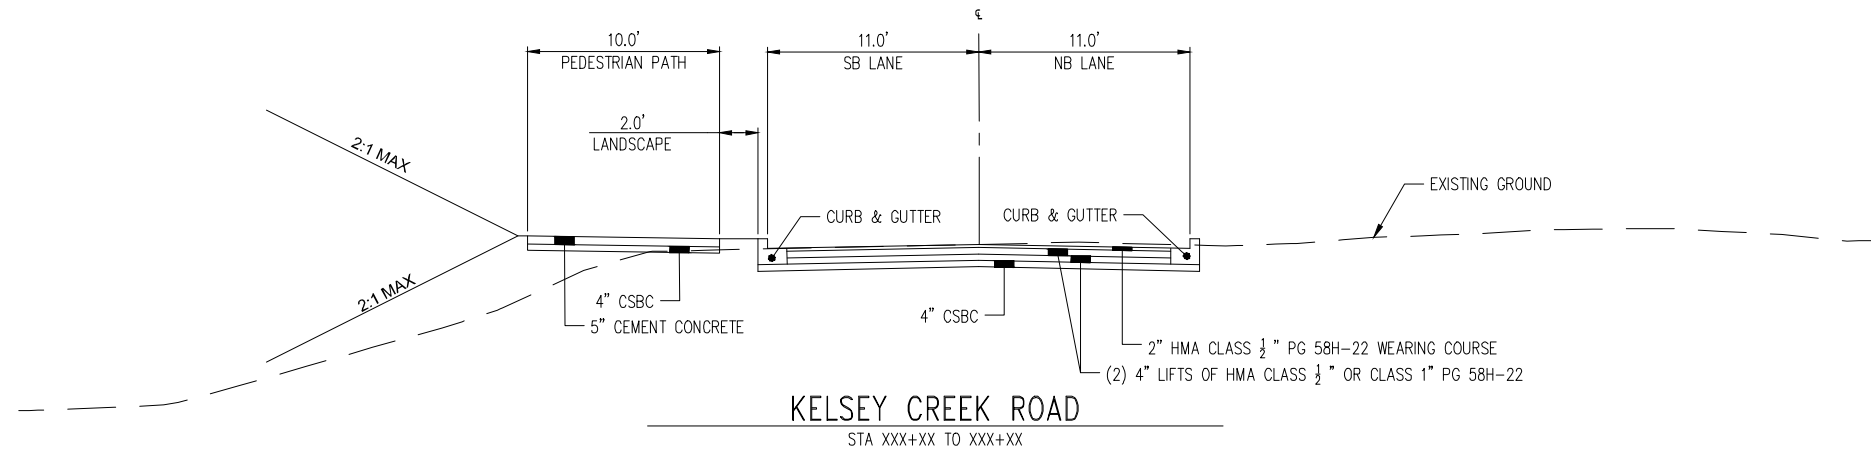 ℄
10.0'
PEDESTRIAN PATH
11.0'
SB LANE
11.0'
NB LANE
2.0'
LANDSCAPE
2:1 MAX
EXISTING GROUND
CURB & GUTTER
CURB & GUTTER
2:1 MAX
4" CSBC
5" CEMENT CONCRETE
4" CSBC
2" HMA CLASS ½" PG 58H-22 WEARING COURSE
(2) 4" LIFTS OF HMA CLASS ½" OR CLASS 1" PG 58H-22
KELSEY CREEK ROAD
STA XXX+XX TO XXX+XX